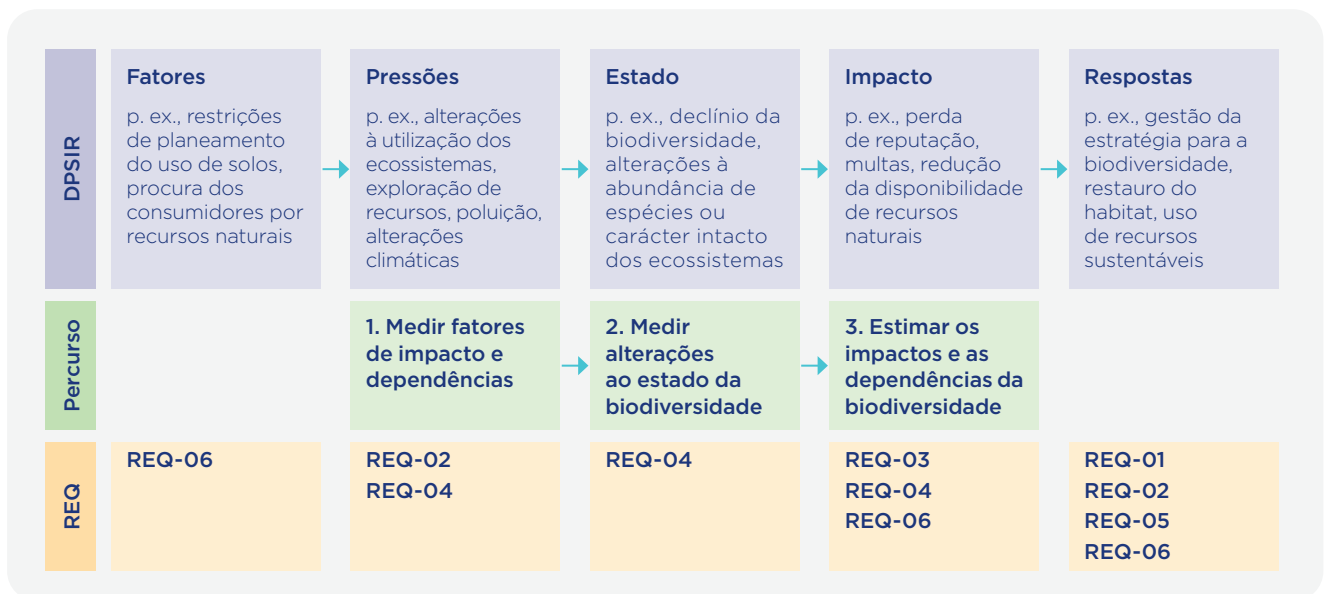 DPSIR
Fatores
p. ex., restrições
de planeamento
do uso de solos,
procura dos
consumidores por
recursos naturais
Pressões
p. ex., alterações
à utilização dos
ecossistemas,
exploração de
recursos, poluição,
alterações
climáticas
Estado
p. ex., declínio da
biodiversidade,
alterações à
abundância de
espécies ou
carácter intacto
dos ecossistemas
Impacto
p. ex., perda
de reputação,
multas, redução
da disponibilidade
de recursos
naturais
Respostas
p. ex., gestão da
estratégia para a
biodiversidade,
restauro do
habitat, uso
de recursos
sustentáveis
Percurso
1. Medir fatores
de impacto e
dependências
2. Medir
alterações
ao estado da
biodiversidade
3. Estimar os
impactos e as
dependências da
biodiversidade
REQ
REQ-06
REQ-02
REQ-04
REQ-04
REQ-03
REQ-04
REQ-06
REQ-01
REQ-02
REQ-05
REQ-06